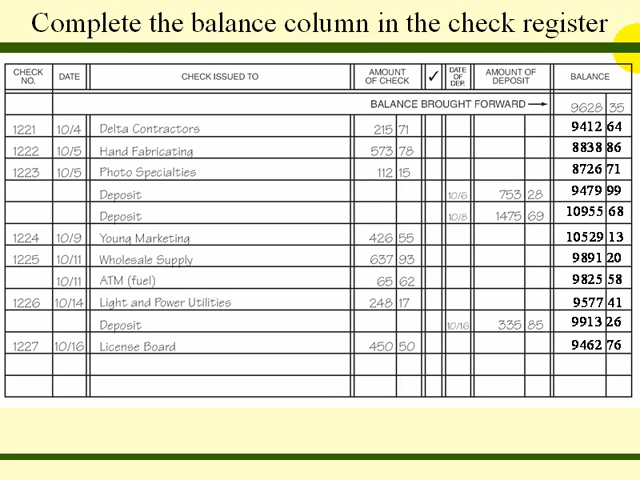 Complete the balance column in the check register
CHECK NO. DATE CHECK ISSUED TO AMOUNT OF CHECK ✓ DATE OF DEP. AMOUNT OF DEPOSIT BALANCE
BALANCE BROUGHT FORWARD → 9628 35
1221 10/4 Delta Contractors 215 71 9412 64
1222 10/5 Hand Fabricating 573 78 8838 86
1223 10/5 Photo Specialties 112 15 8726 71
Deposit 10/6 753 28 9479 99
Deposit 10/8 1475 69 10955 68
1224 10/9 Young Marketing 426 55 10529 13
1225 10/11 Wholesale Supply 637 93 9891 20
10/11 ATM (fuel) 65 62 9825 58
1226 10/14 Light and Power Utilities 248 17 9577 41
Deposit 10/16 335 85 9913 26
1227 10/16 License Board 450 50 9462 76